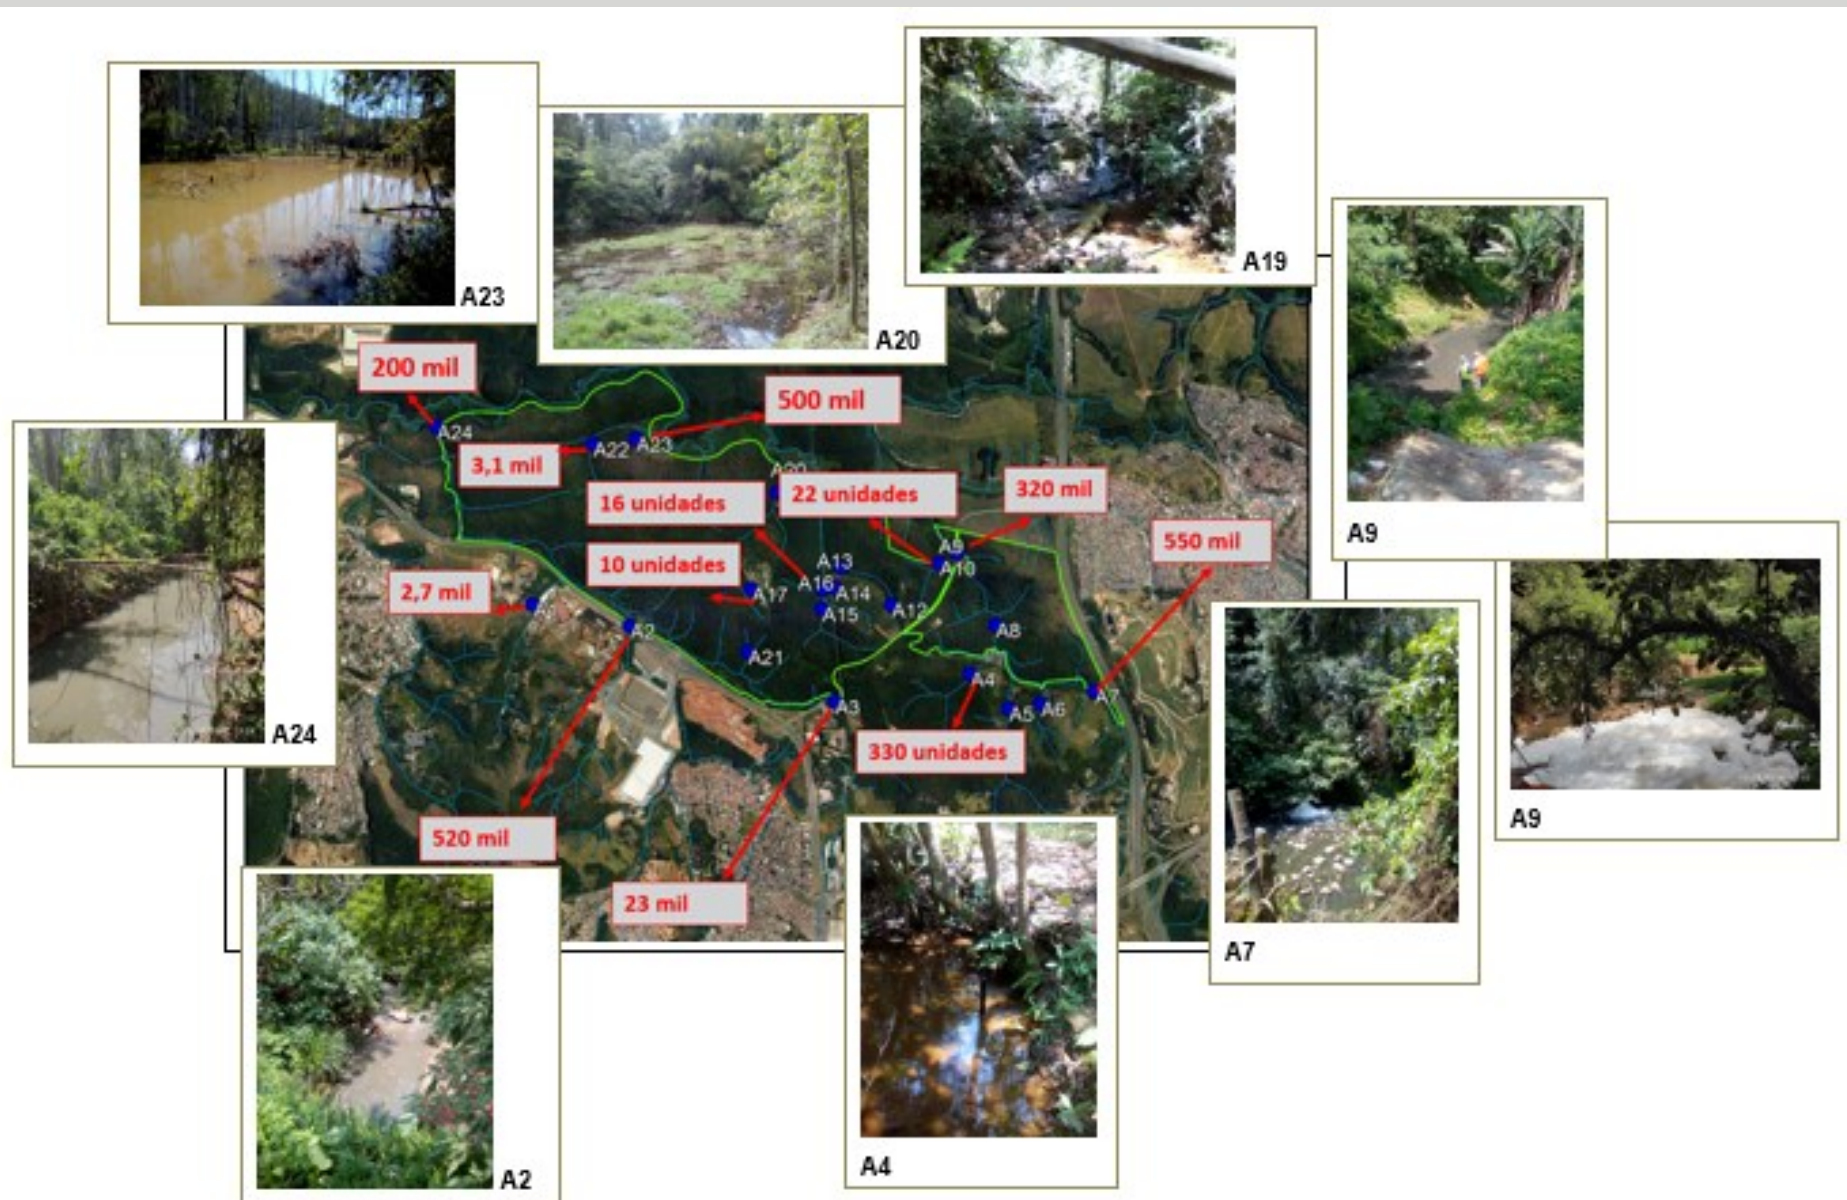 A19
A23
A20
A9
200 mil
500 mil
A24
A22
A23
3,1 mil
A20
16 unidades
22 unidades
320 mil
A9
550 mil
A13
A10
10 unidades
A16
A14
A17
2,7 mil
A15
A12
A2
A8
A21
A4
A7
A3
A5
A6
A24
330 unidades
A9
520 mil
23 mil
A7
A4
A2